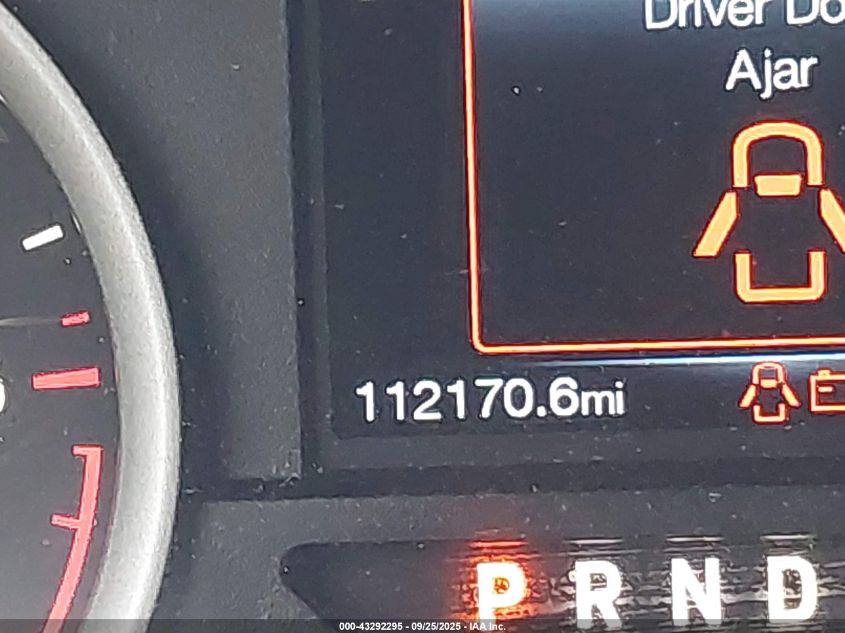 Driver Do
Ajar
112170.6mi
P R N D
000-43292295 - 09/25/2025 - IAA Inc.